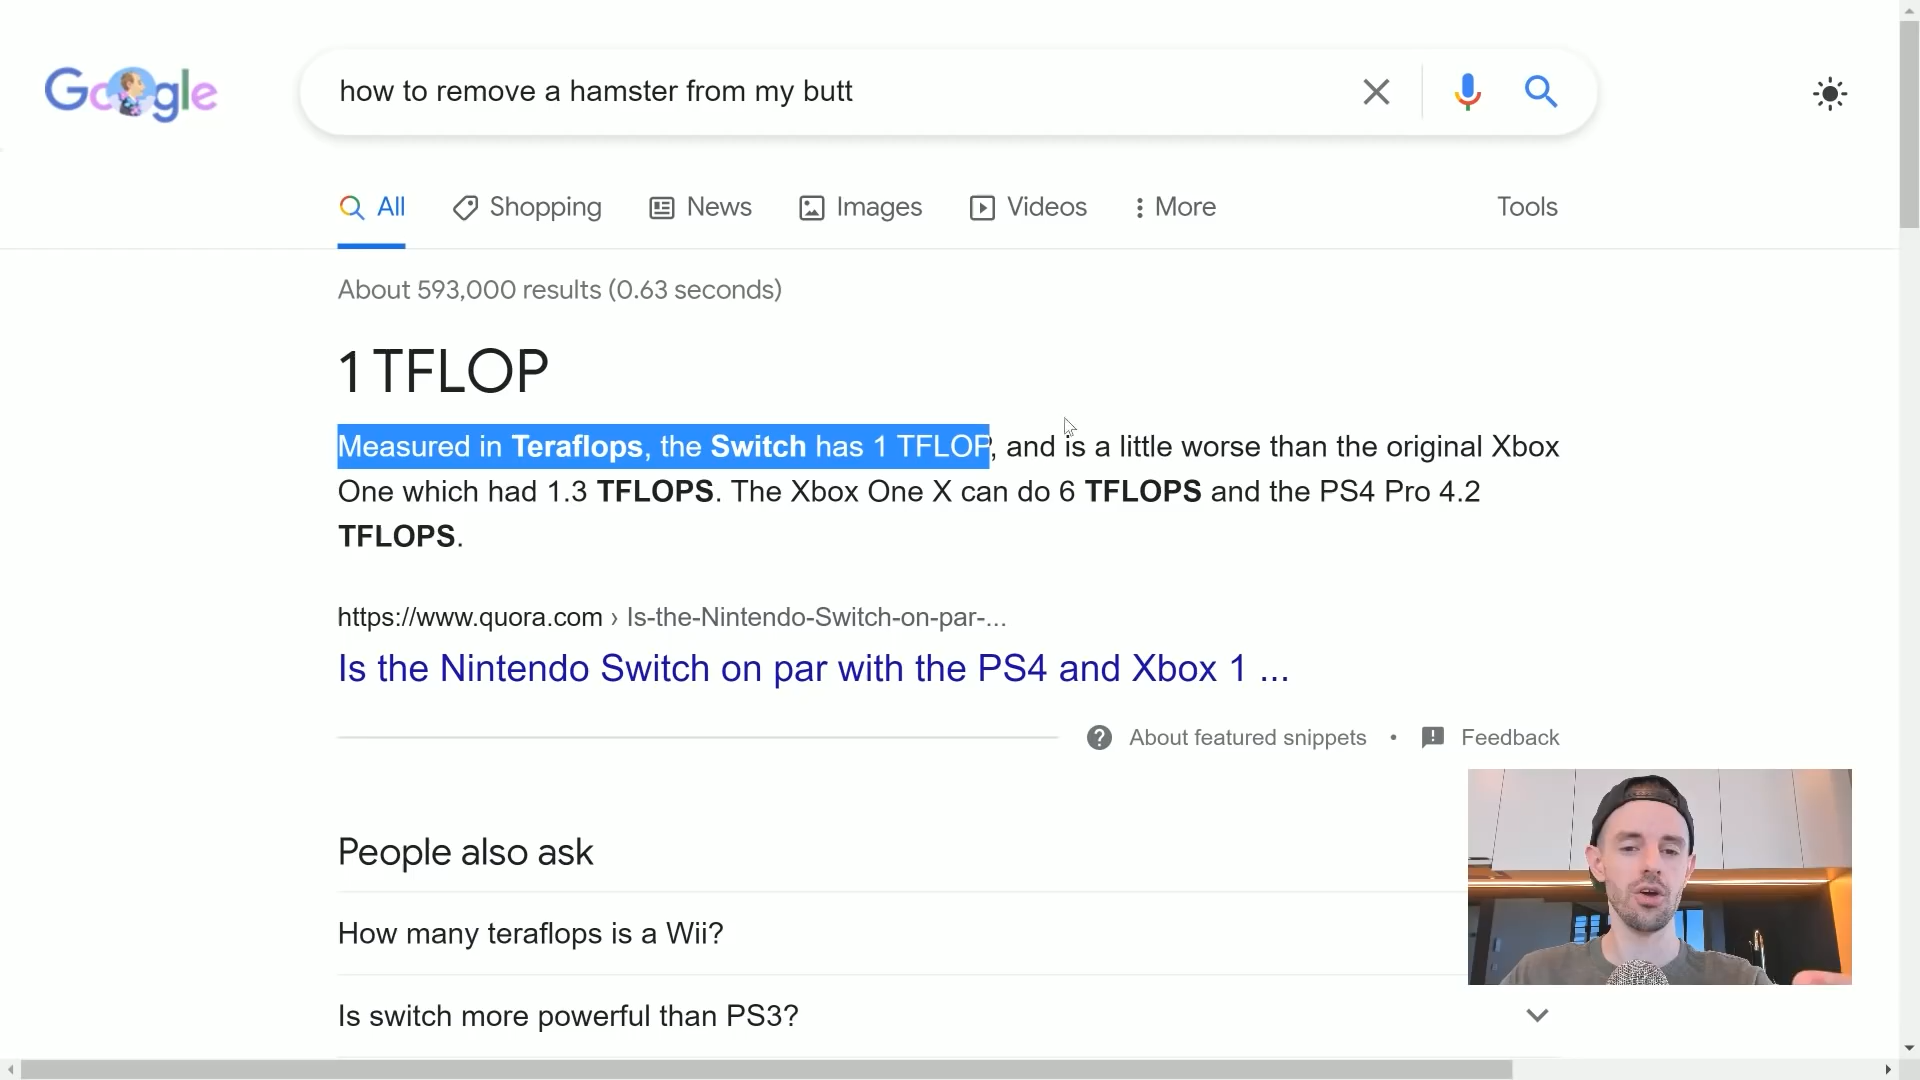 Google
how to remove a hamster from my butt
All Shopping News Images Videos More Tools
About 593,000 results (0.63 seconds)
1 TFLOP
Measured in Teraflops, the Switch has 1 TFLOP, and is a little worse than the original Xbox
One which had 1.3 TFLOPS. The Xbox One X can do 6 TFLOPS and the PS4 Pro 4.2
TFLOPS.
https://www.quora.com › Is-the-Nintendo-Switch-on-par-...
Is the Nintendo Switch on par with the PS4 and Xbox 1 ...
About featured snippets • Feedback
People also ask
How many teraflops is a Wii?
Is switch more powerful than PS3?